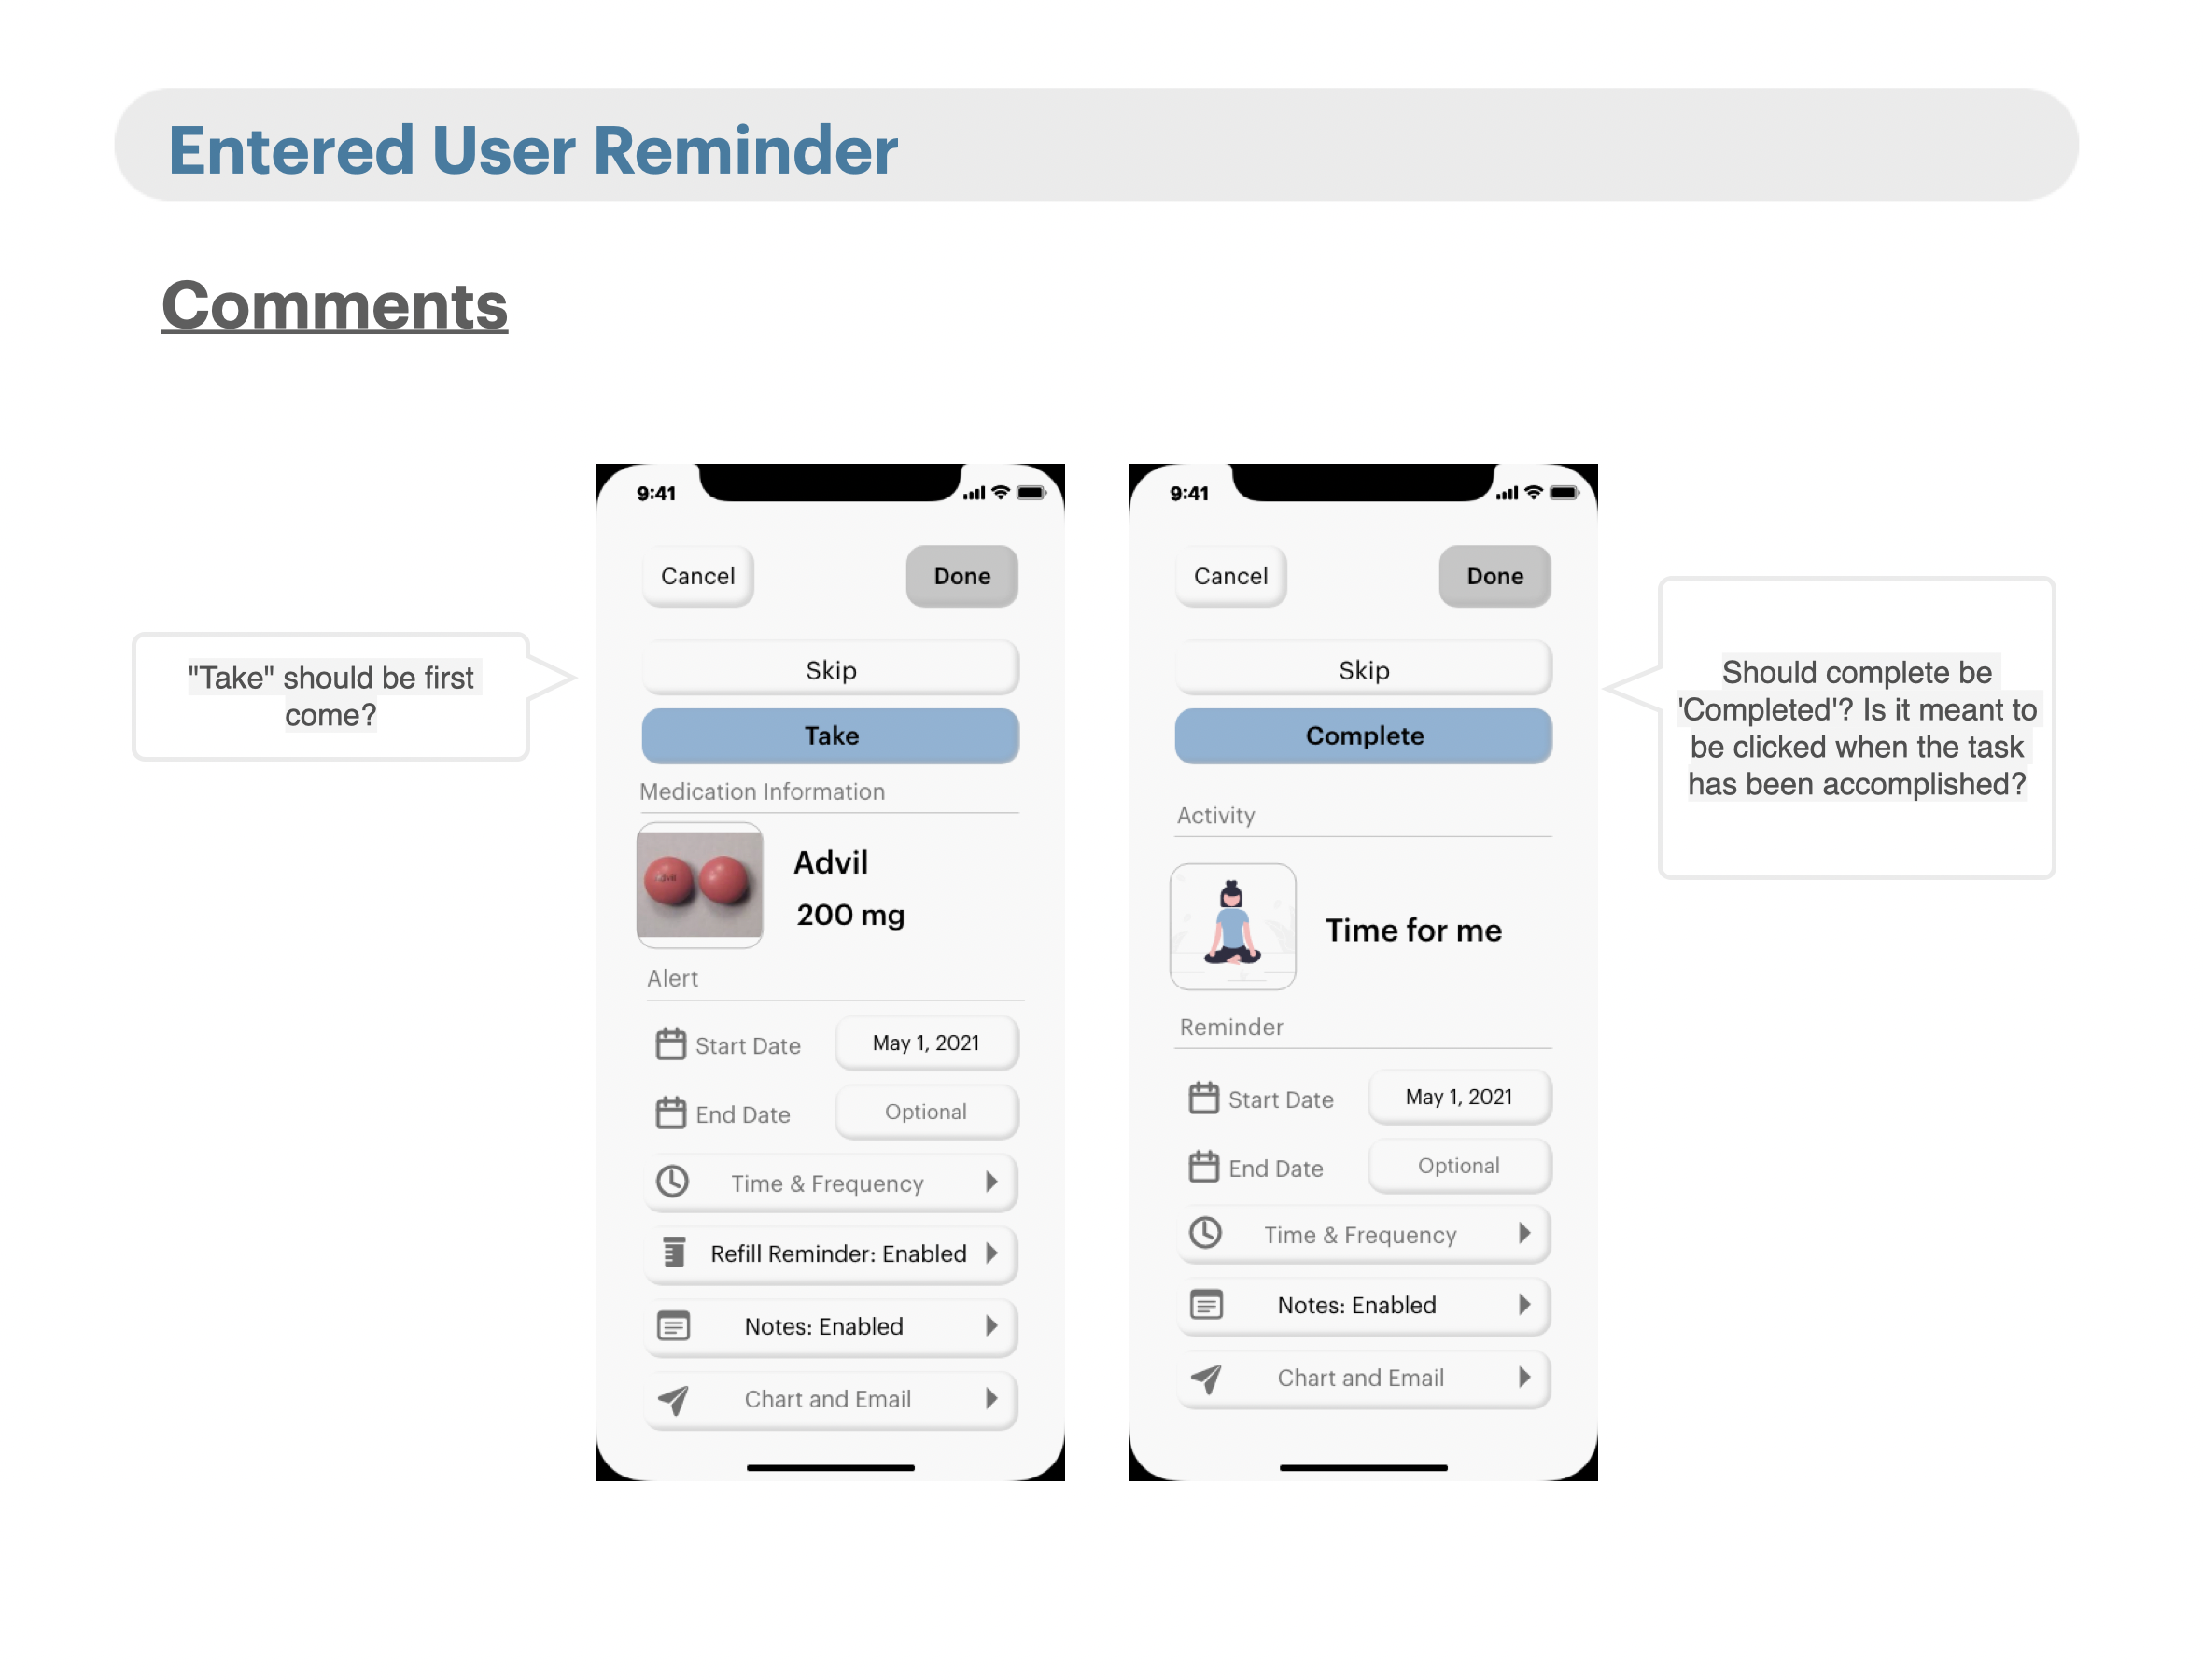 Entered User Reminder
Comments
"Take" should be first
come?
9:41
Cancel
Done
Skip
Take
Medication Information
Advil
Advil
200 mg
Alert
Start Date
May 1, 2021
End Date
Optional
Time & Frequency
Refill Reminder: Enabled
Notes: Enabled
Chart and Email
9:41
Cancel
Done
Skip
Complete
Activity
Time for me
Reminder
Start Date
May 1, 2021
End Date
Optional
Time & Frequency
Notes: Enabled
Chart and Email
Should complete be
'Completed'? Is it meant to
be clicked when the task
has been accomplished?